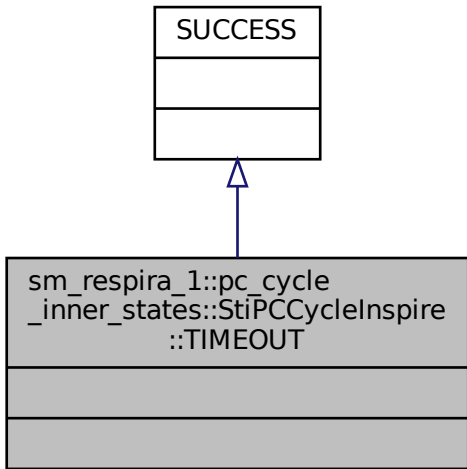 SUCCESS
sm_respira_1::pc_cycle
_inner_states::StiPCCycleInspire
::TIMEOUT